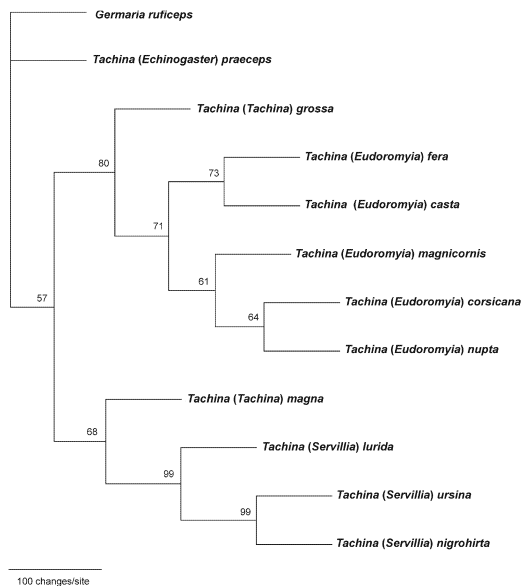 Germaria ruficeps
Tachina (Echinogaster) praeceps
Tachina (Tachina) grossa
80
Tachina (Eudoromyia) fera
73
Tachina (Eudoromyia) casta
71
Tachina (Eudoromyia) magnicornis
61
Tachina (Eudoromyia) corsicana
57
64
Tachina (Eudoromyia) nupta
Tachina (Tachina) magna
68
Tachina (Servillia) lurida
99
Tachina (Servillia) ursina
99
Tachina (Servillia) nigrohirta
100 changes/site